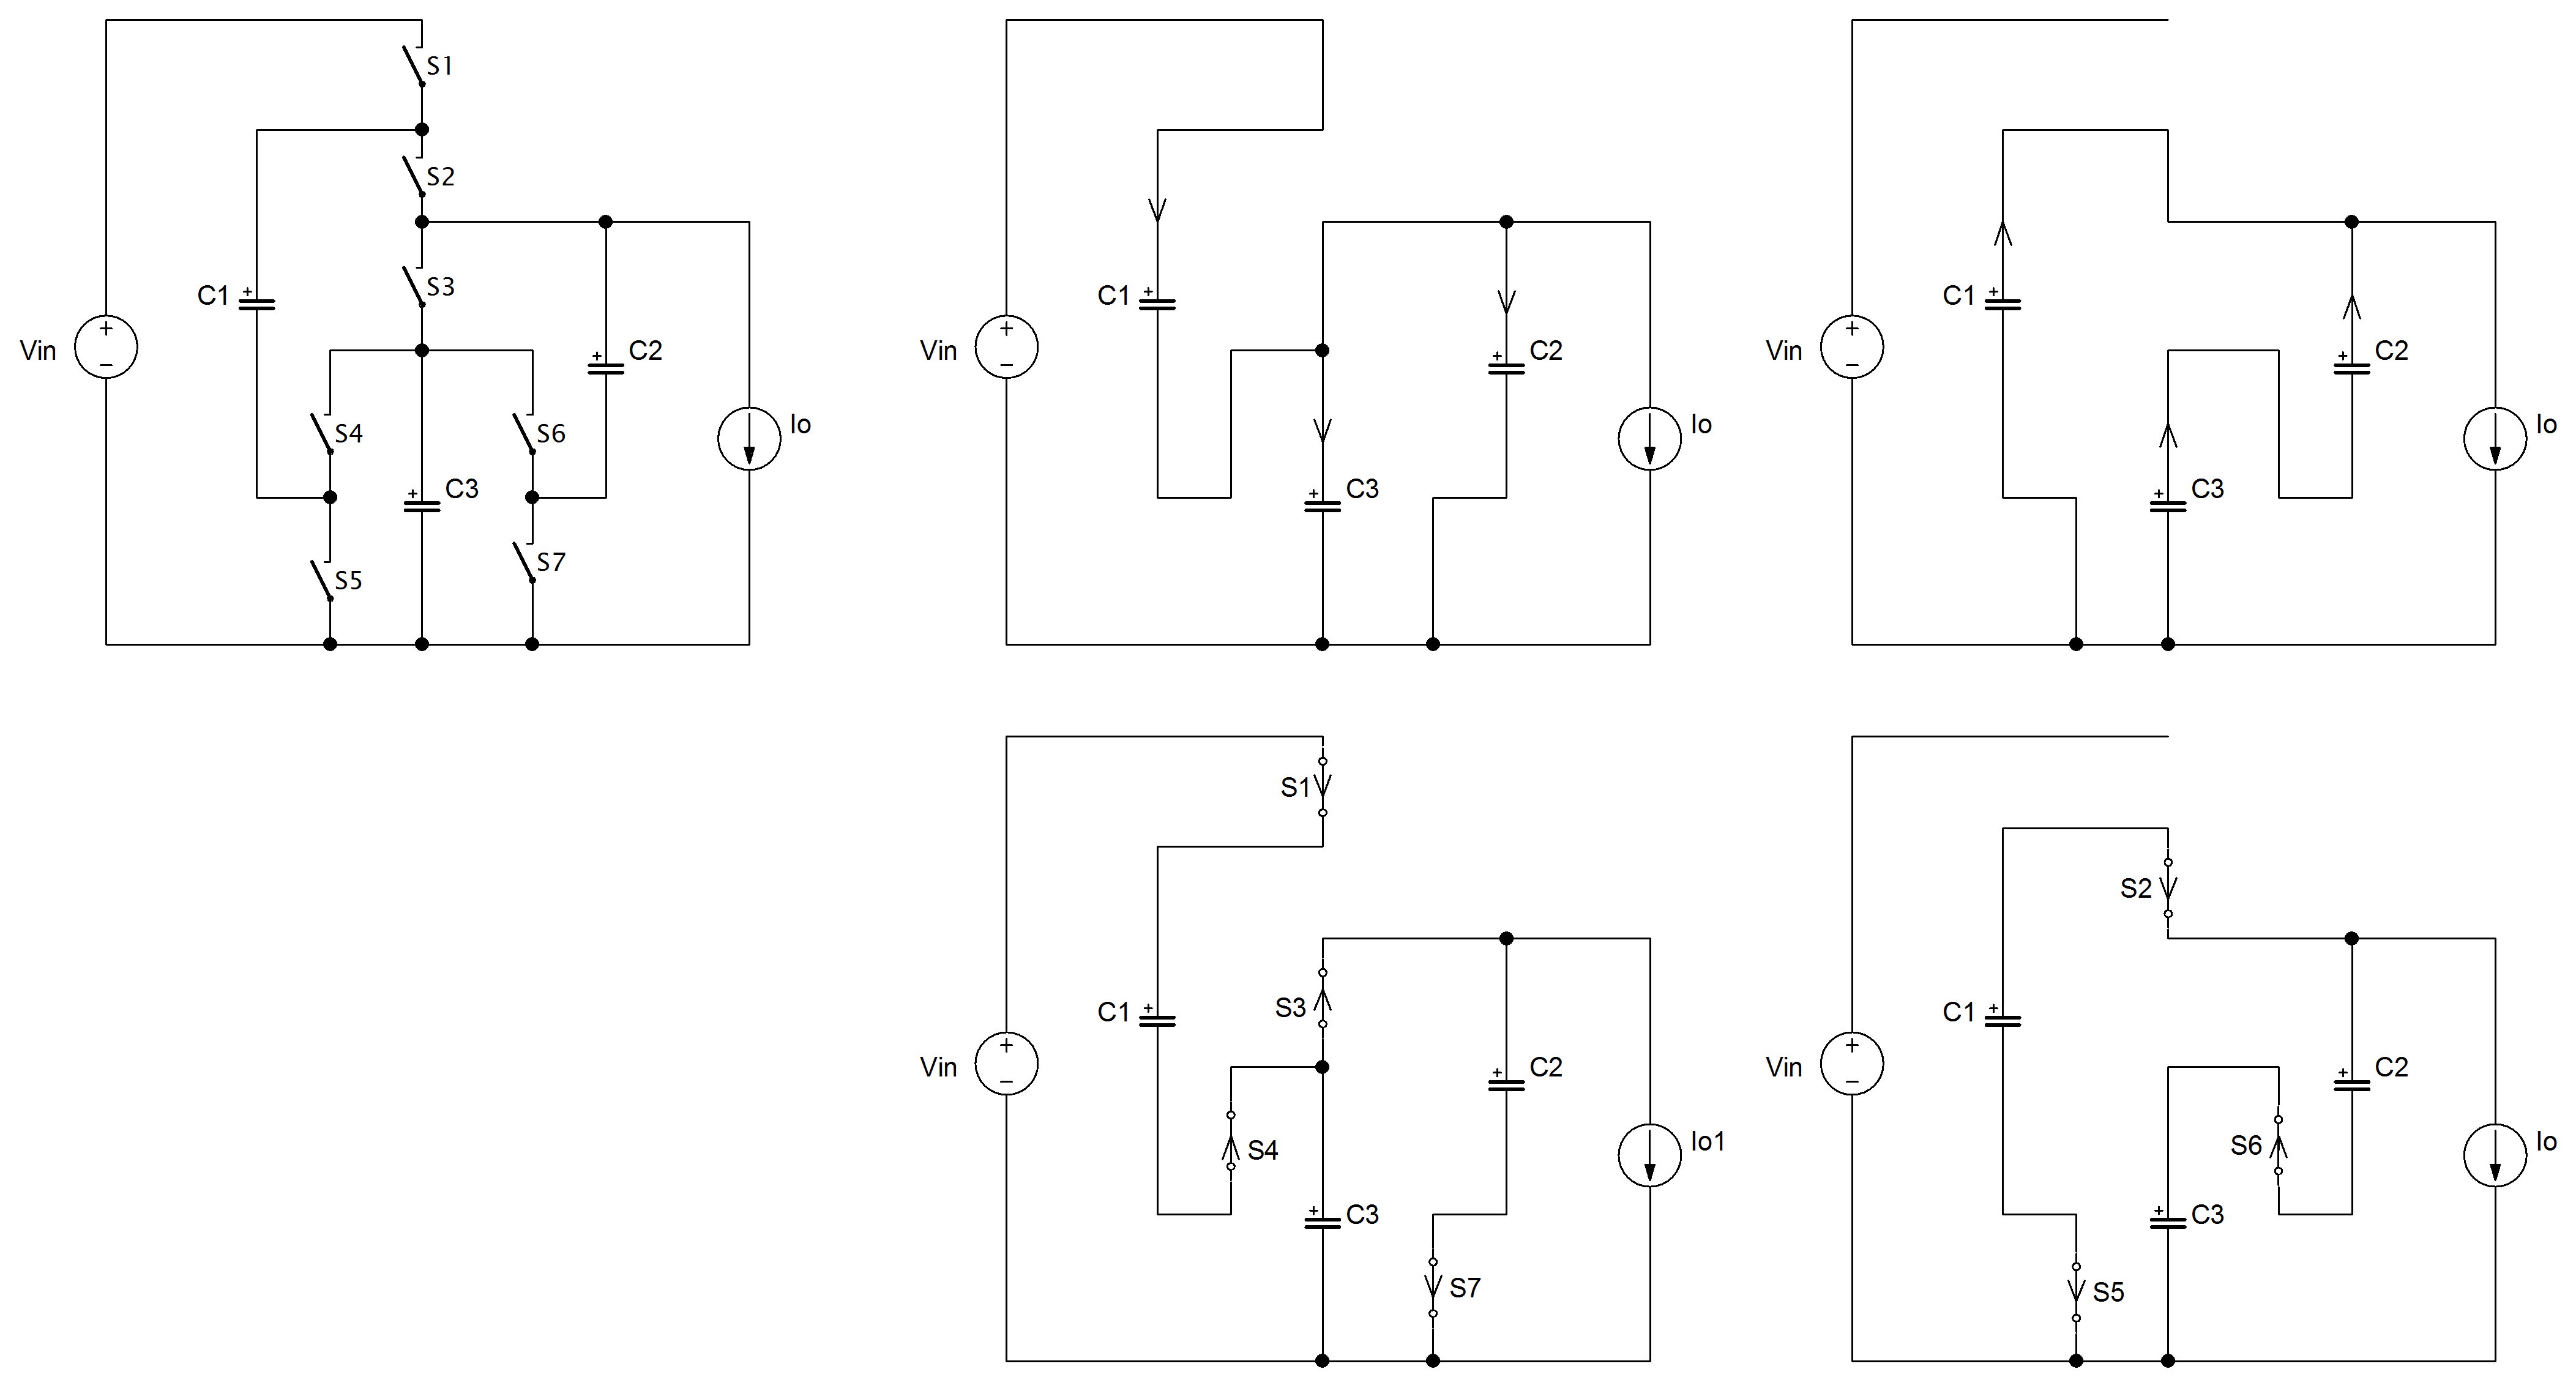 S1
S2
S3
C1
Vin
+
−
C2
S4
S6
C3
Io
S5
S7
C1
Vin
+
−
C2
C3
Io
C1
Vin
+
−
C2
C3
Io
S1
C1
S3
Vin
+
−
C2
S4
Io1
C3
S7
S2
C1
Vin
+
−
C2
S6
Io
C3
S5